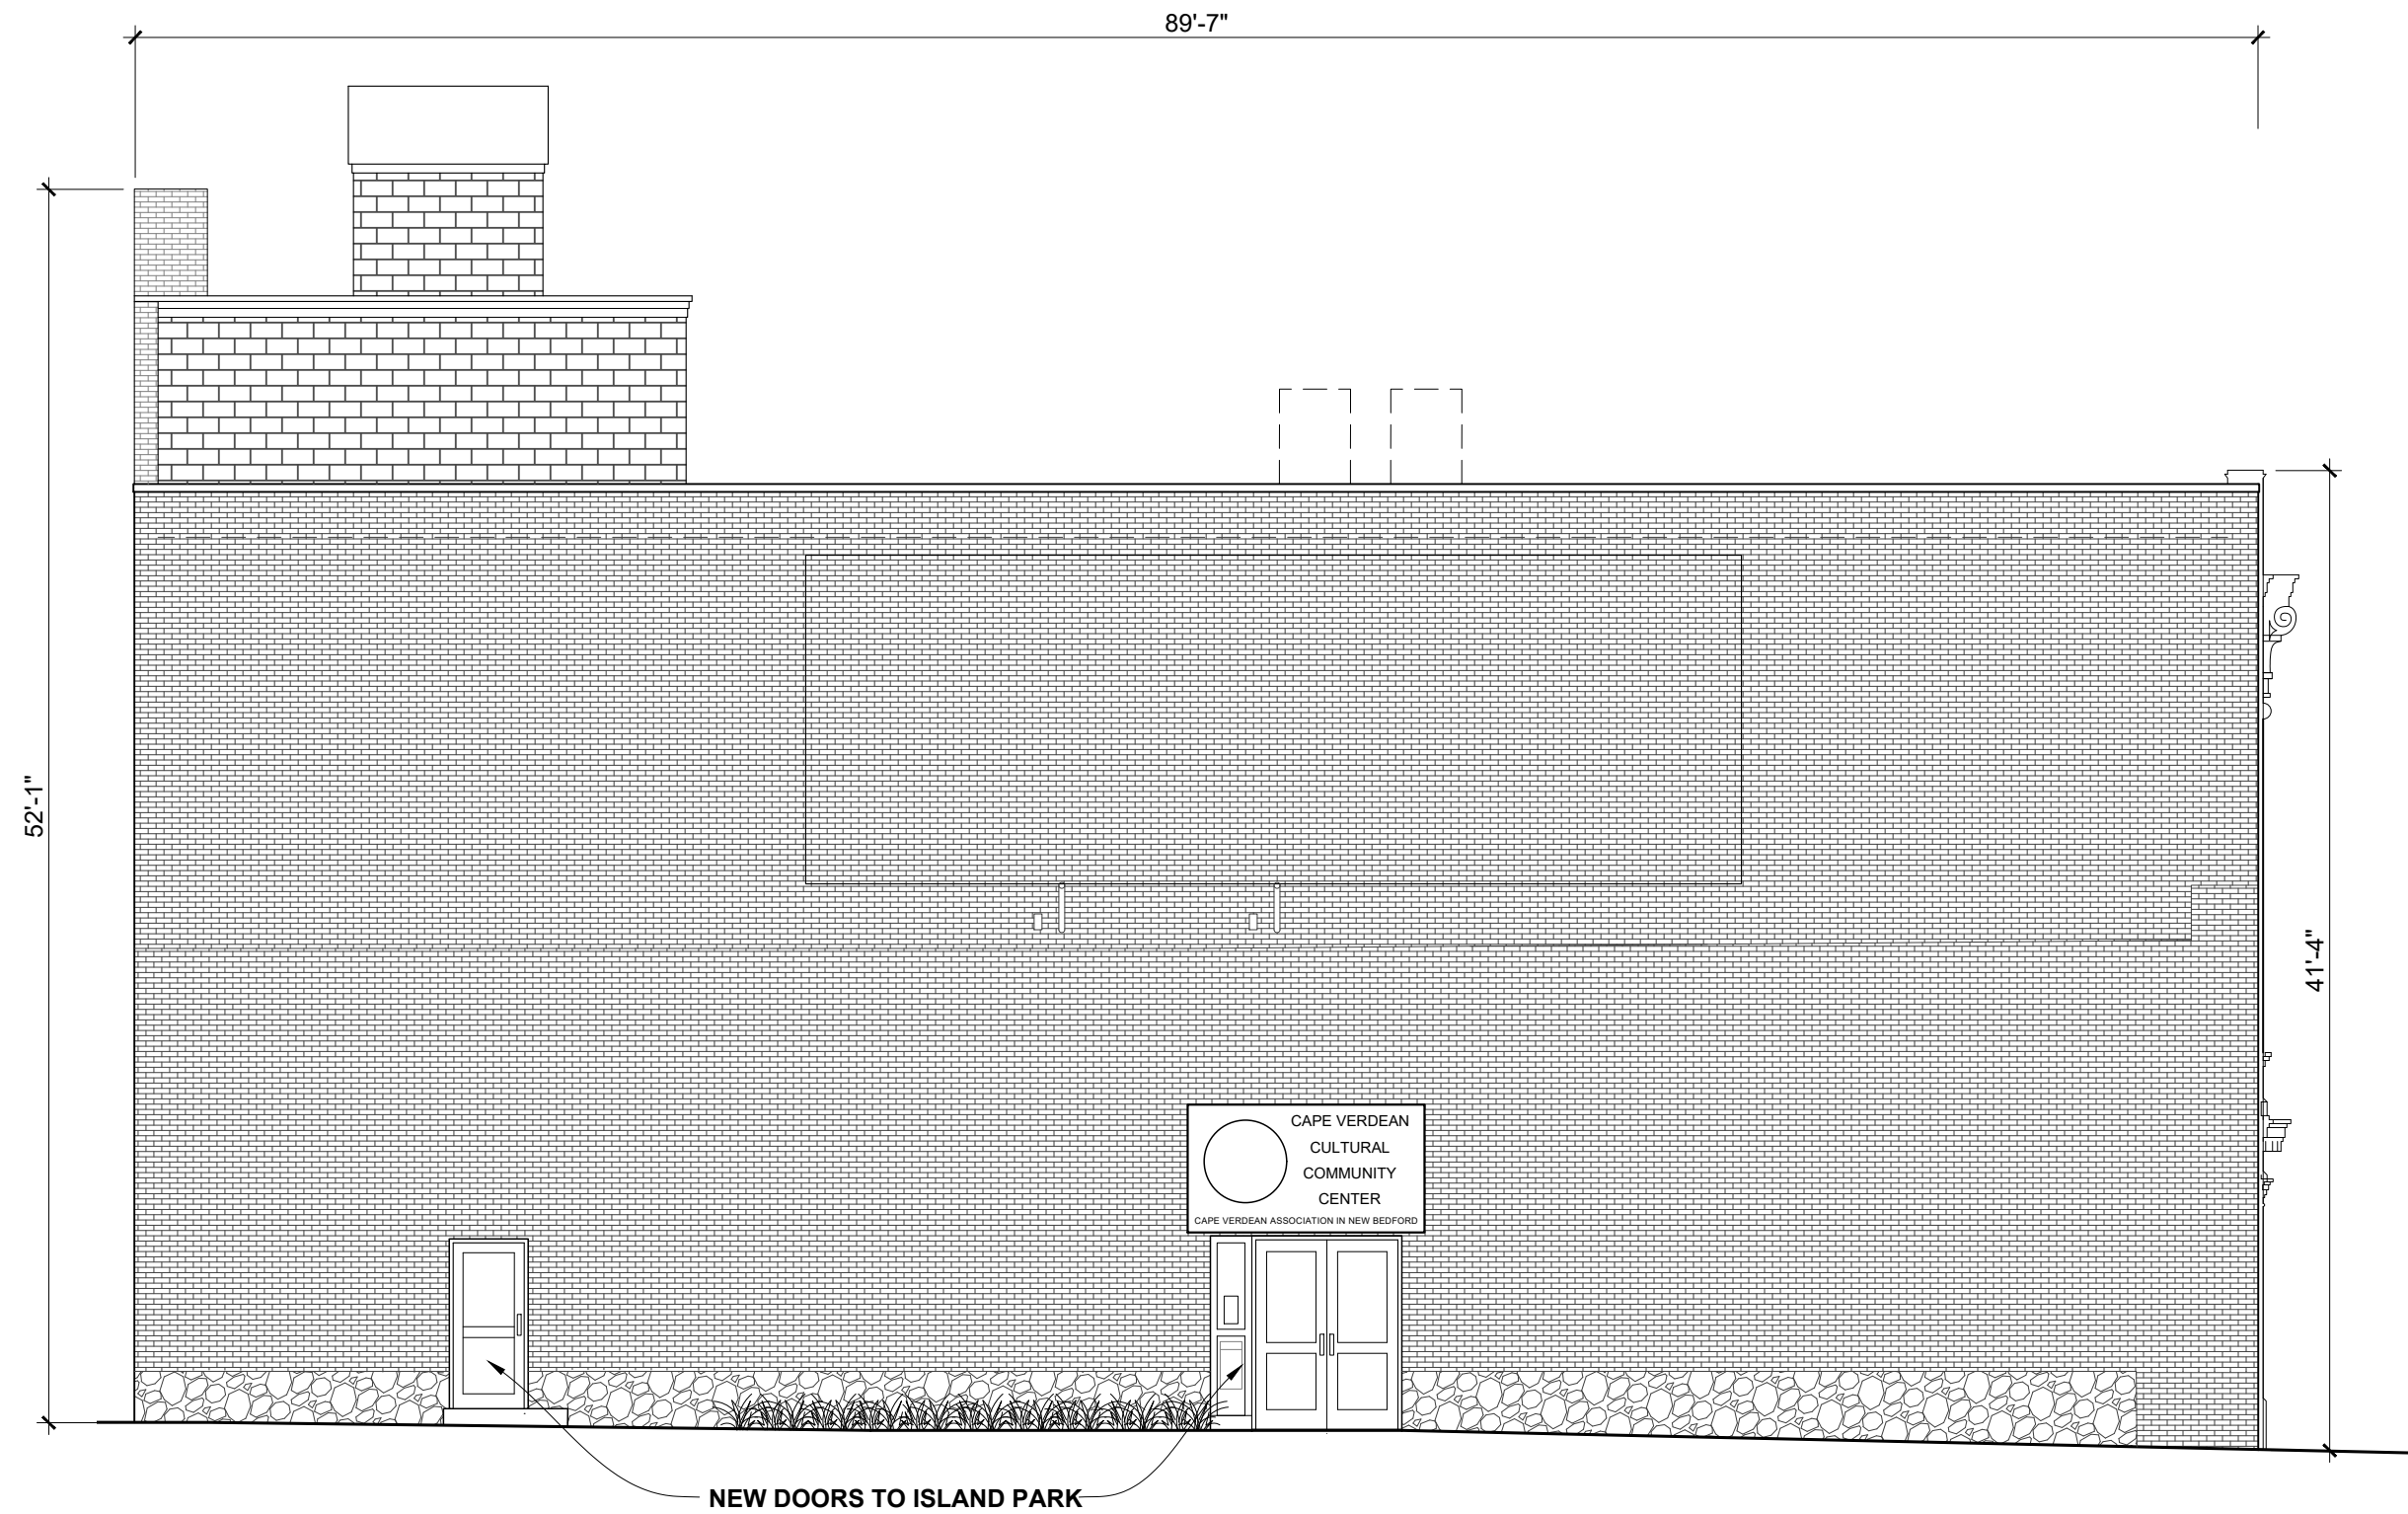 89'-7"
52'-1"
41'-4"
CAPE VERDEAN
CULTURAL
COMMUNITY
CENTER
CAPE VERDEAN ASSOCIATION IN NEW BEDFORD
NEW DOORS TO ISLAND PARK